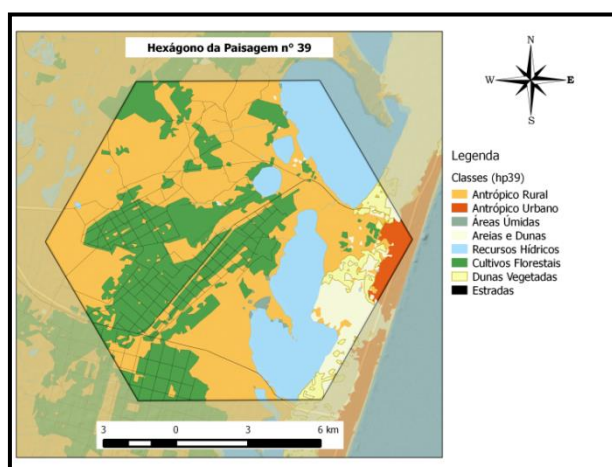 Hexágono da Paisagem nº 39
N
W
E
S
Legenda
Classes (hp39)
Antrópico Rural
Antrópico Urbano
Áreas Úmidas
Areias e Dunas
Recursos Hídricos
Cultivos Florestais
Dunas Vegetadas
Estradas
3 0 3 6 km